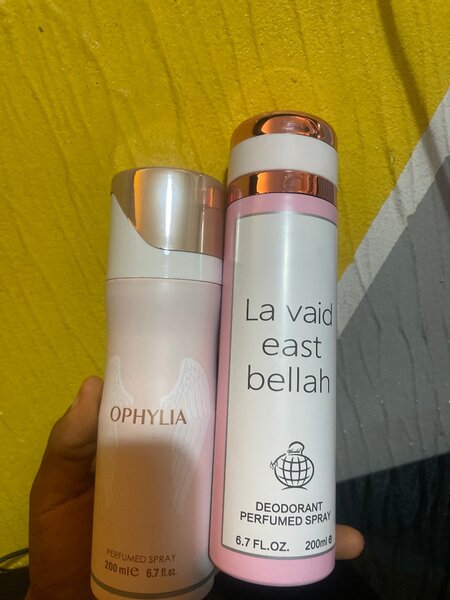 OPHYLIA
PERFUMED SPRAY
200 ml℮ 6.7 fl.oz.
La vaid
east
bellah
DEODORANT
PERFUMED SPRAY
6.7 FL.OZ. 200ml℮